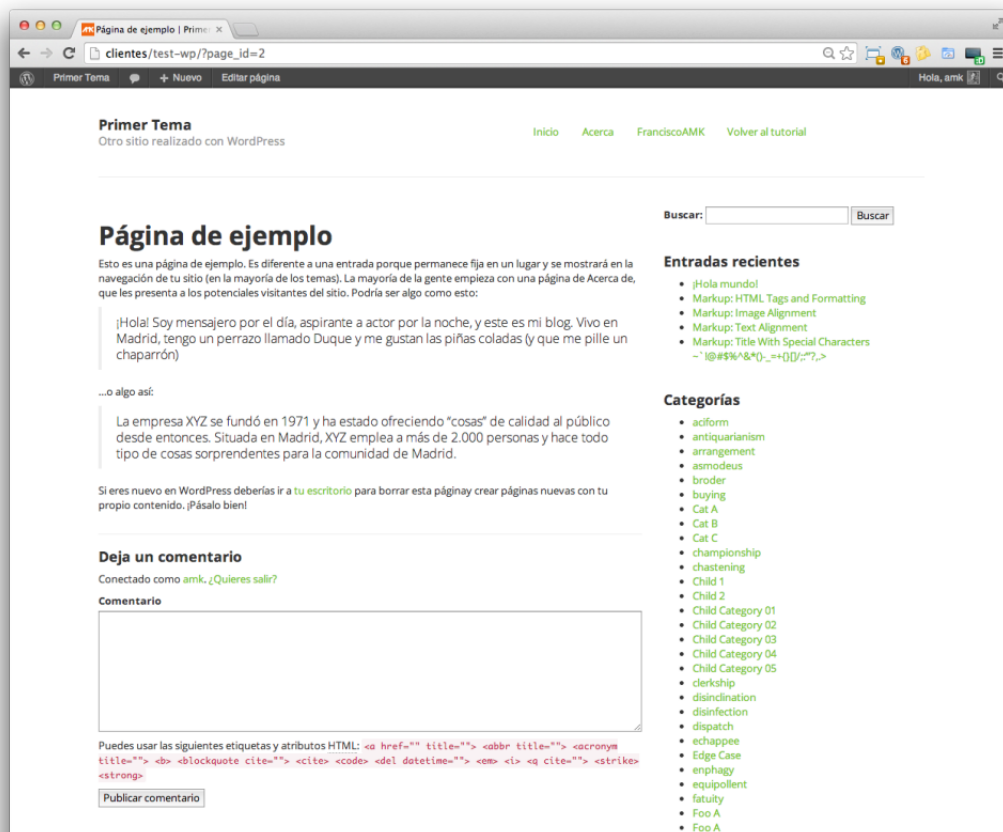 Página de ejemplo | Prime
clientes/test-wp/?page_id=2
Primer Tema
+ Nuevo
Editar página
Hola, amk
Primer Tema
Otro sitio realizado con WordPress
Inicio
Acerca
FranciscoAMK
Volver al tutorial
Página de ejemplo
Esto es una página de ejemplo. Es diferente a una entrada porque permanece fija en un lugar y se mostrará en la
navegación de tu sitio (en la mayoría de los temas). La mayoría de la gente empieza con una página de Acerca de,
que les presenta a los potenciales visitantes del sitio. Podría ser algo como esto:
¡Hola! Soy mensajero por el día, aspirante a actor por la noche, y este es mi blog. Vivo en
Madrid, tengo un perrazo llamado Duque y me gustan las piñas coladas (y que me pille un
chaparrón)
...o algo así:
La empresa XYZ se fundó en 1971 y ha estado ofreciendo “cosas” de calidad al público
desde entonces. Situada en Madrid, XYZ emplea a más de 2.000 personas y hace todo
tipo de cosas sorprendentes para la comunidad de Madrid.
Si eres nuevo en WordPress deberías ir a tu escritorio para borrar esta páginay crear páginas nuevas con tu
propio contenido. ¡Pásalo bien!
Deja un comentario
Conectado como amk. ¿Quieres salir?
Comentario
Puedes usar las siguientes etiquetas y atributos HTML: <a href="" title=""> <abbr title=""> <acronym
title=""> <b> <blockquote cite=""> <cite> <code> <del datetime=""> <em> <i> <q cite=""> <strike>
<strong>
Publicar comentario
Buscar:
Buscar
Entradas recientes
¡Hola mundo!
Markup: HTML Tags and Formatting
Markup: Image Alignment
Markup: Text Alignment
Markup: Title With Special Characters
Categorías
aciform
antiquarianism
arrangement
asmodeus
broder
buying
Cat A
Cat B
Cat C
championship
chastening
Child 1
Child 2
Child Category 01
Child Category 02
Child Category 03
Child Category 04
Child Category 05
clerkship
disinclination
disinfection
dispatch
echappee
Edge Case
enphagy
equipollent
fatuity
Foo A
Foo A